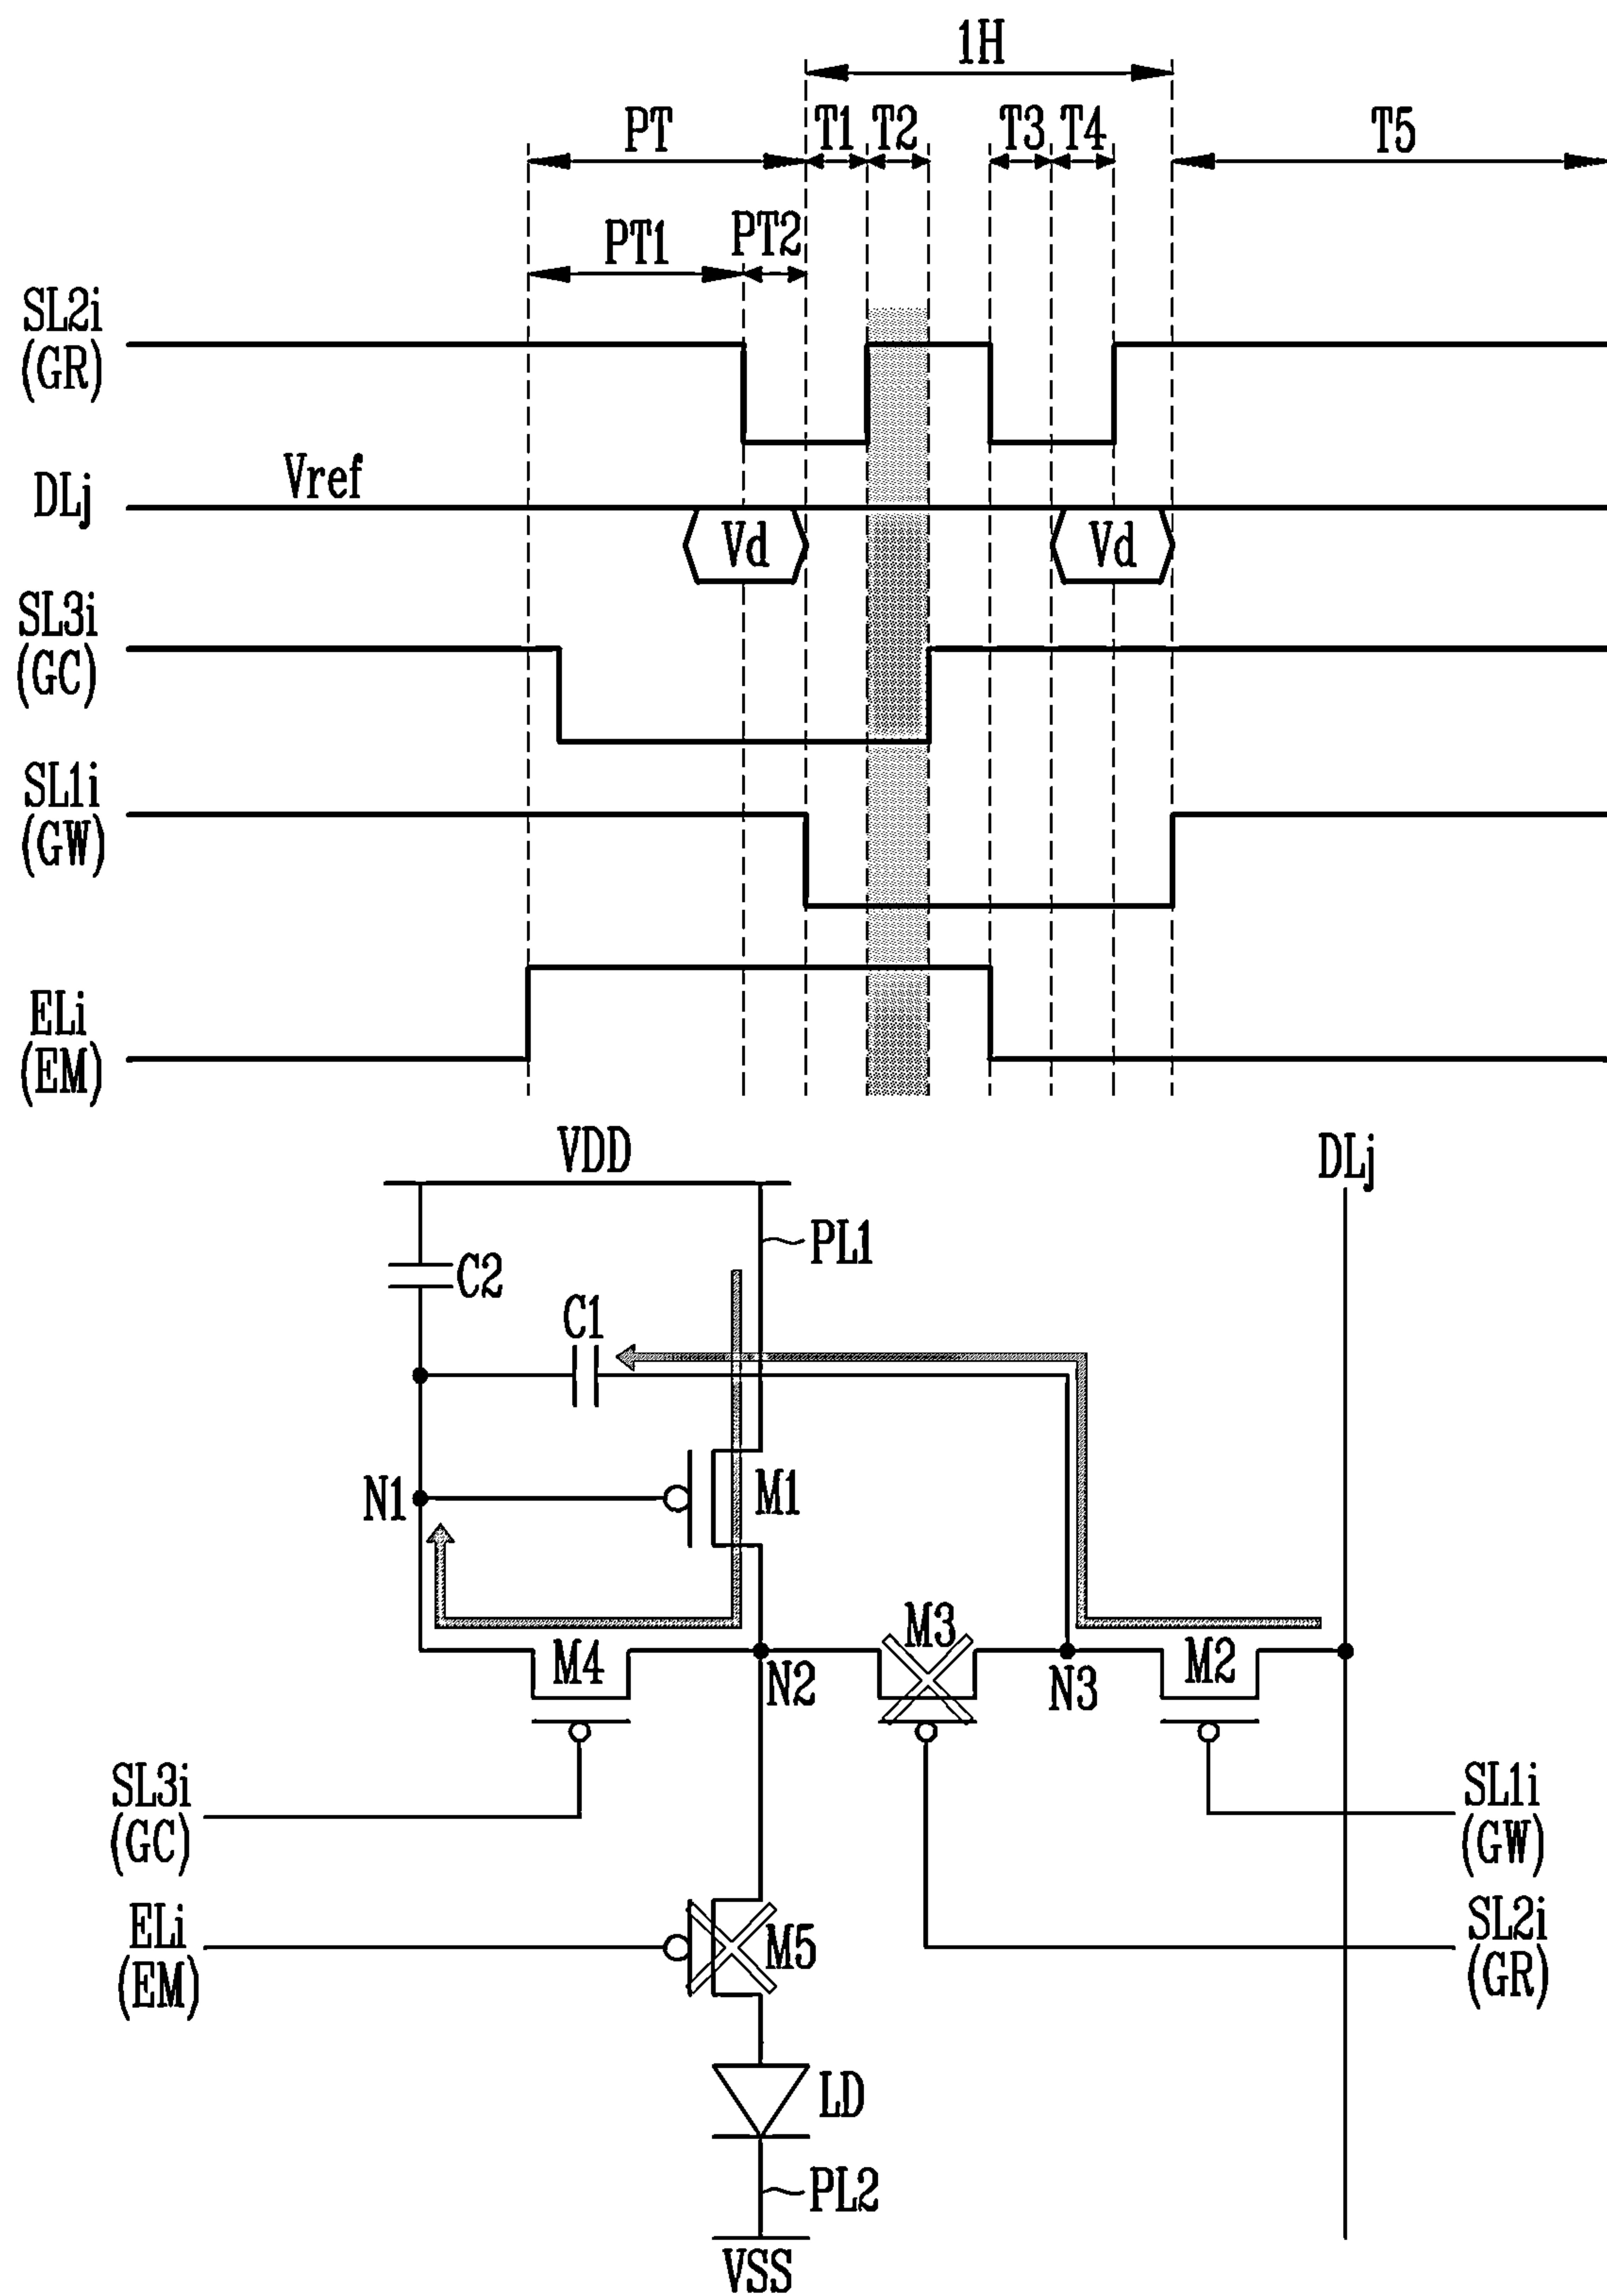 1H
PT T1 T2 T3 T4 T5
PT1 PT2
SL2i
(GR)
Vref
DLj
Vd Vd
SL3i
(GC)
SL1i
(GW)
ELi
(EM)
VDD DLj
PL1
C2
C1
N1 M1
M3
M4 N2 N3 M2
SL3i SL1i
(GC) (GW)
ELi M5 SL2i
(EM) (GR)
LD
PL2
VSS